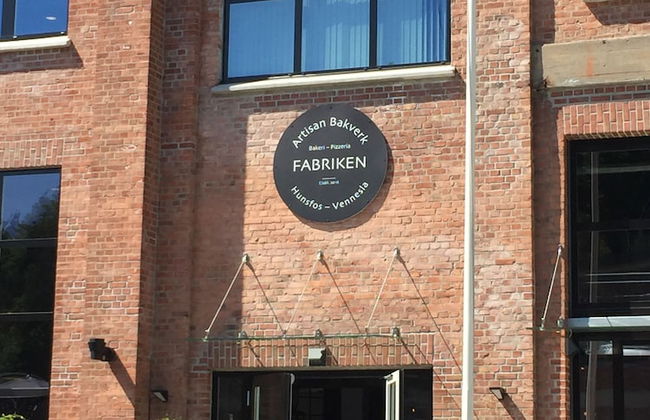 Artisan Bakverk
Bakeri – Pizzeria
FABRIKEN
Hunsfos – Vennesla